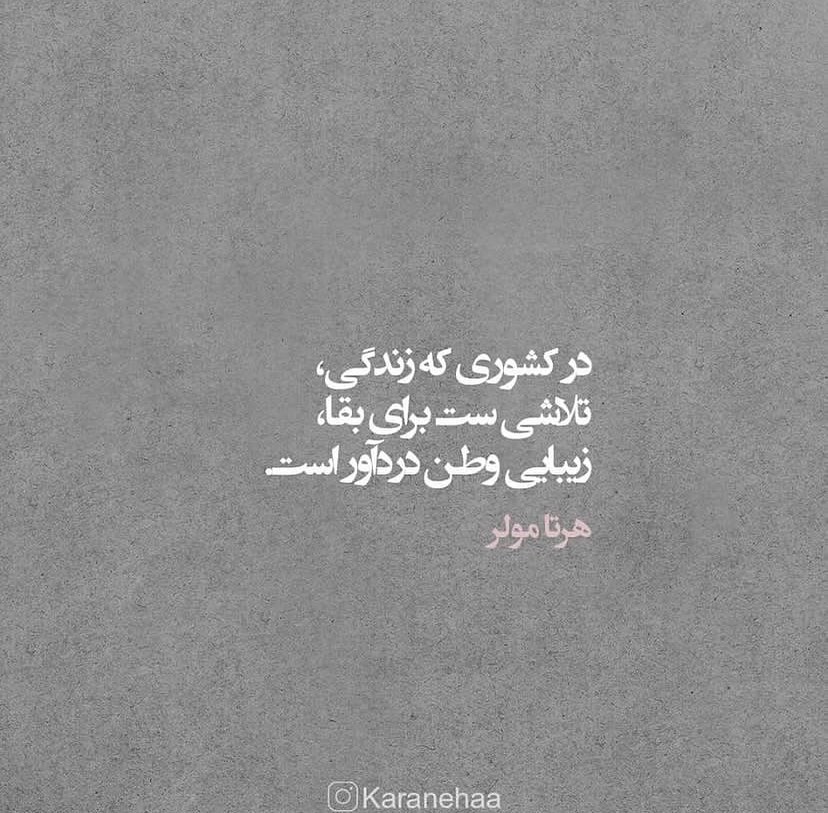 در کشوری که زندگی،
تلاشی ست برای بقا،
زیبایی وطن دردآور است.
هرتا مولر
Karanehaa